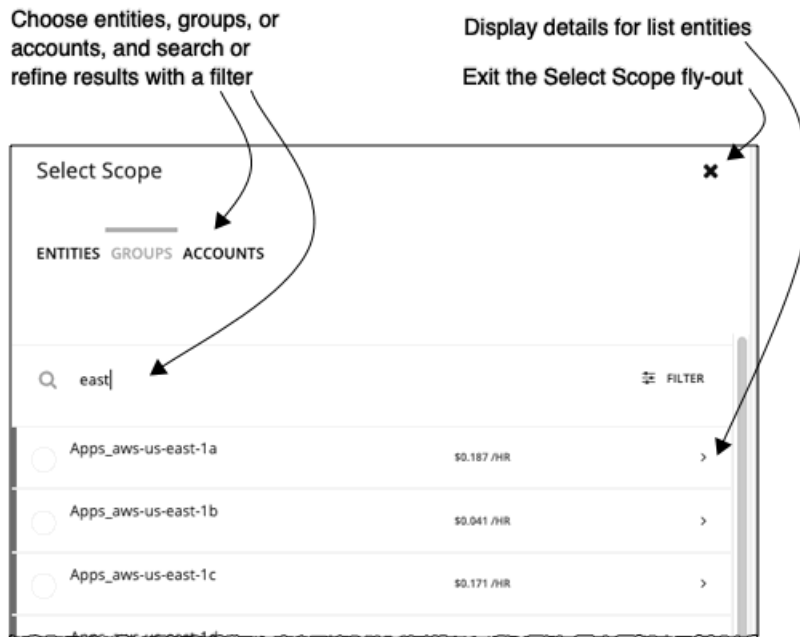 Choose entities, groups, or
accounts, and search or
refine results with a filter
Display details for list entities
Exit the Select Scope fly-out
Select Scope
ENTITIES GROUPS ACCOUNTS
east
FILTER
Apps_aws-us-east-1a
$0.187 /HR
Apps_aws-us-east-1b
$0.041 /HR
Apps_aws-us-east-1c
$0.171 /HR